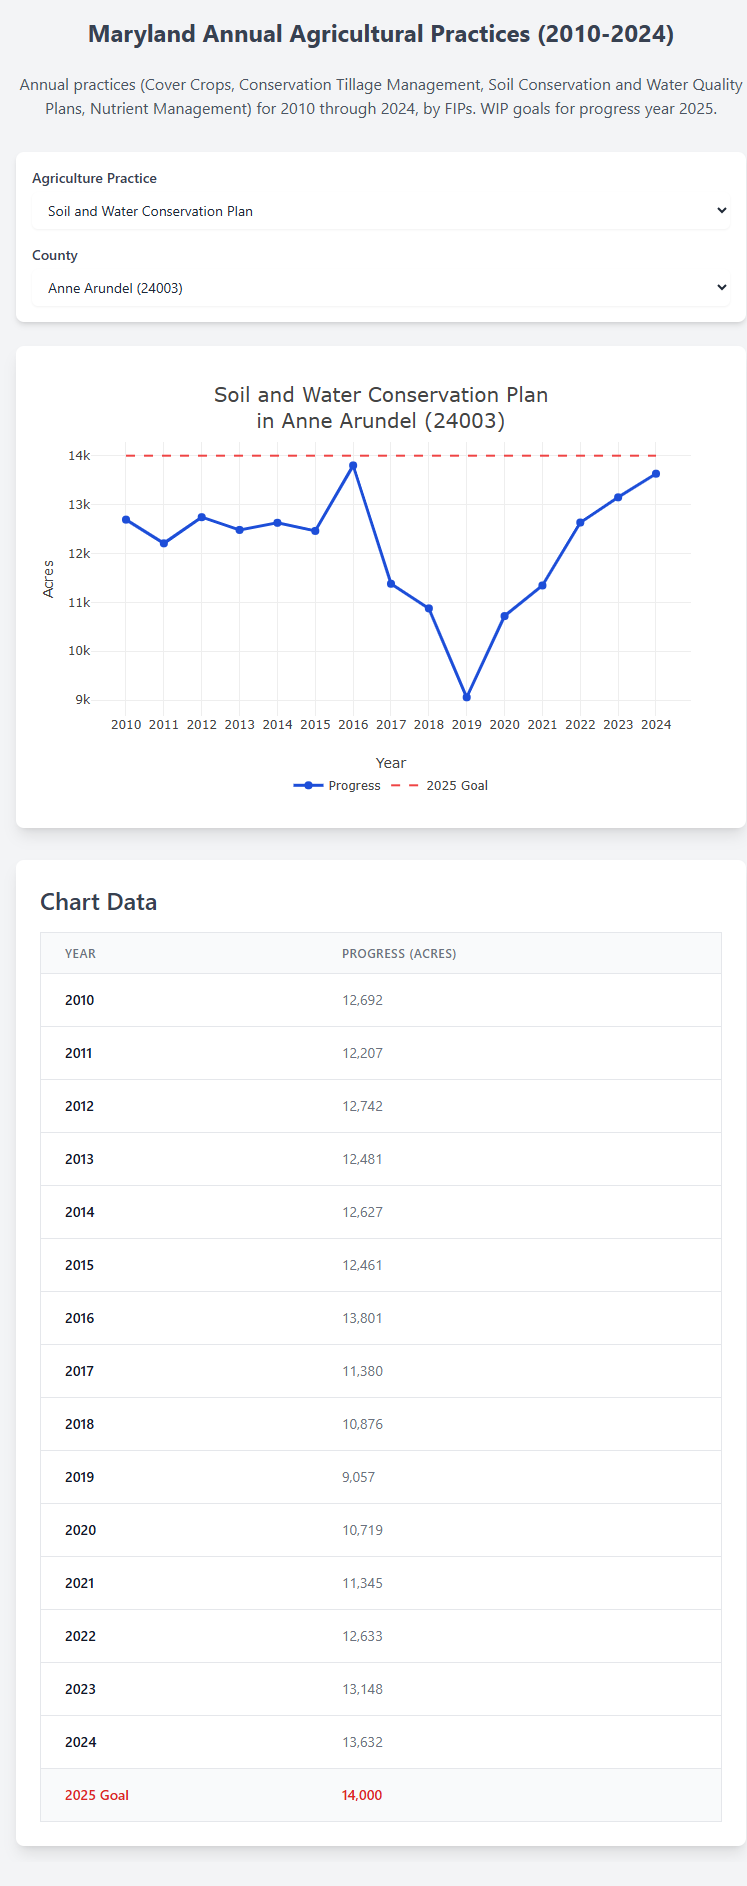 Maryland Annual Agricultural Practices (2010-2024)
Annual practices (Cover Crops, Conservation Tillage Management, Soil Conservation and Water Quality
Plans, Nutrient Management) for 2010 through 2024, by FIPs. WIP goals for progress year 2025.
Agriculture Practice
Soil and Water Conservation Plan
County
Anne Arundel (24003)
Soil and Water Conservation Plan
in Anne Arundel (24003)
14k
13k
12k
11k
10k
9k
Acres
2010 2011 2012 2013 2014 2015 2016 2017 2018 2019 2020 2021 2022 2023 2024
Year
Progress 2025 Goal
Chart Data
YEAR PROGRESS (ACRES)
2010 12,692
2011 12,207
2012 12,742
2013 12,481
2014 12,627
2015 12,461
2016 13,801
2017 11,380
2018 10,876
2019 9,057
2020 10,719
2021 11,345
2022 12,633
2023 13,148
2024 13,632
2025 Goal 14,000